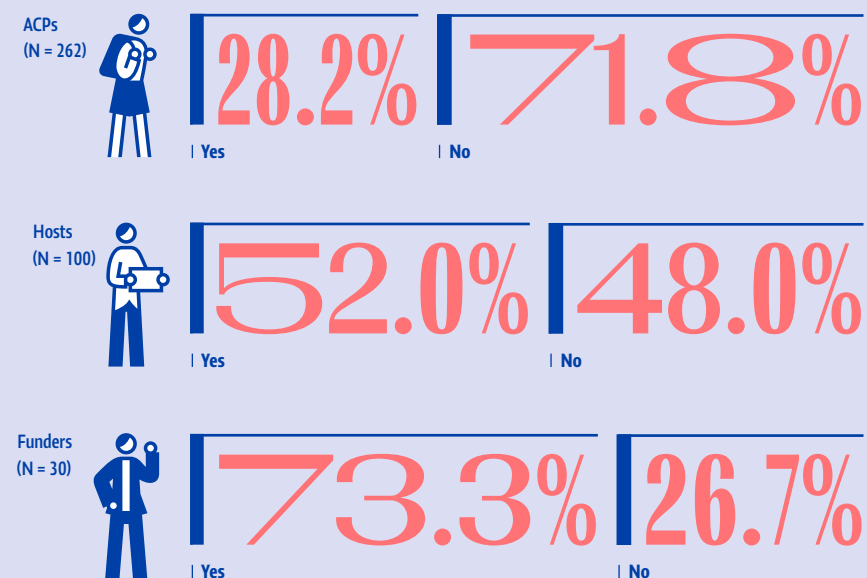 ACPs
(N = 262)
28.2% 71.8%
| Yes | No
Hosts
(N = 100)
52.0% 48.0%
| Yes | No
Funders
(N = 30)
73.3% 26.7%
| Yes | No